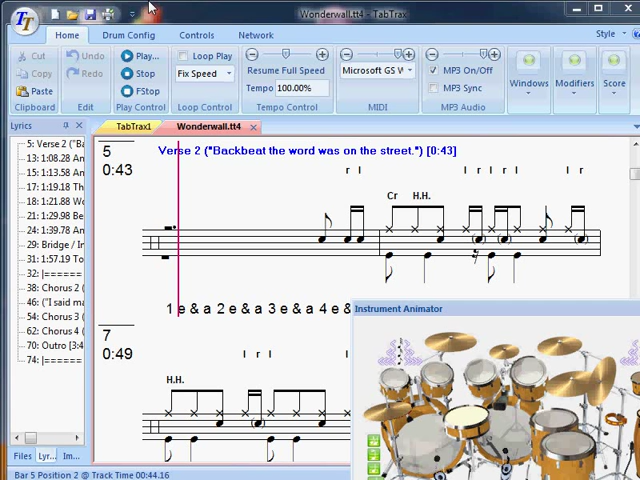 Wonderwall.tt4 - TabTrax
Home Drum Config Controls Network Style
Cut Undo Play... Loop Play Resume Full Speed Microsoft GS W MP3 On/Off
Copy Redo Stop Fix Speed Tempo 100.00% MP3 Sync Windows Modifiers Score
Paste FStop
Clipboard Edit Play Control Loop Control Tempo Control MIDI MP3 Audio
Lyrics TabTrax1 Wonderwall.tt4
5: Verse 2 ("Ba
13: 1:08.28 An
15: 1:13.58 An
17: 1:19.18 Th
18: 1:21.88 Wo
21: 1:29.98 Be
29: Bridge / In
31: 1:57.19 To
32: |======
38: Chorus 2 (
46: ("I said ma
54: Chorus 3 (
62: Chorus 4 (
70: Outro [3:4
74: |======
Files Lyr... Im...
5 Verse 2 ("Backbeat the word was on the street.") [0:43]
0:43 r l l r l r l l r
Cr H.H.
1 e & a 2 e & a 3 e & a 4 e &
7
0:49 l r l
H.H.
Instrument Animator
Bar 5 Position 2 @ Track Time 00:44.16